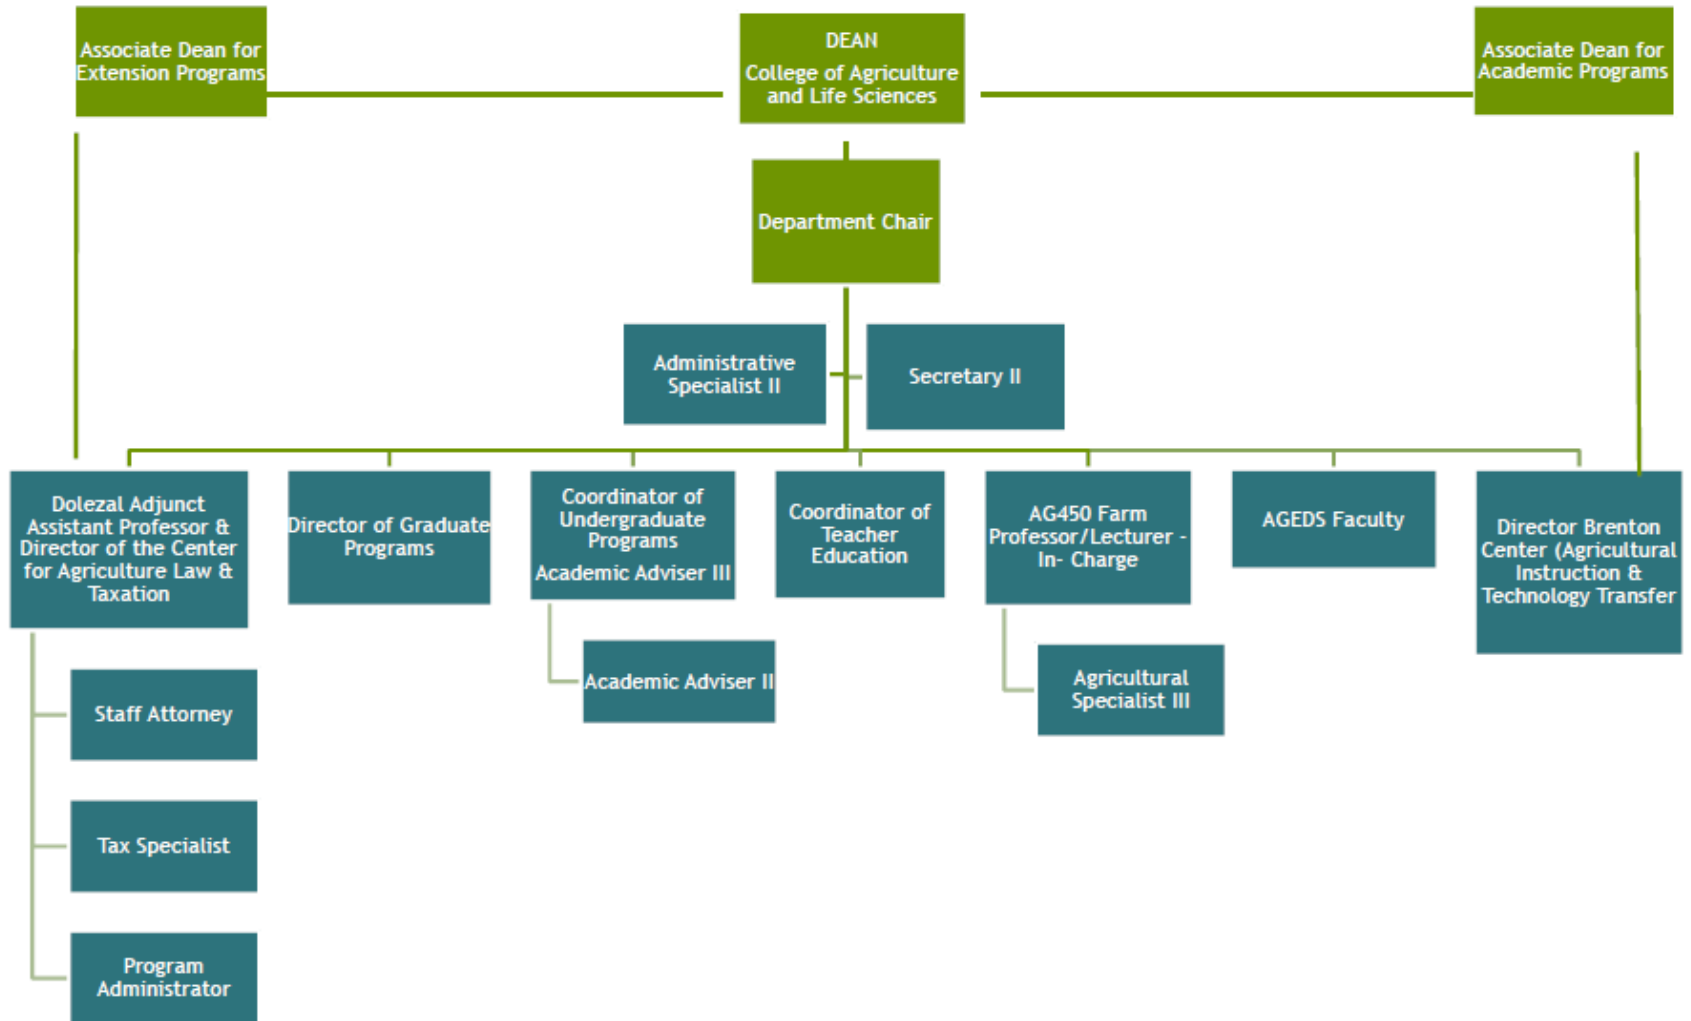 Associate Dean for
Extension Programs
DEAN
College of Agriculture
and Life Sciences
Associate Dean for
Academic Programs
Department Chair
Administrative
Specialist II
Secretary II
Dolezal Adjunct
Assistant Professor &
Director of the Center
for Agriculture Law &
Taxation
Director of Graduate
Programs
Coordinator of
Undergraduate
Programs
Academic Adviser III
Coordinator of
Teacher
Education
AG450 Farm
Professor/Lecturer -
In- Charge
AGEDS Faculty
Director Brenton
Center (Agricultural
Instruction &
Technology Transfer
Academic Adviser II
Agricultural
Specialist III
Staff Attorney
Tax Specialist
Program
Administrator